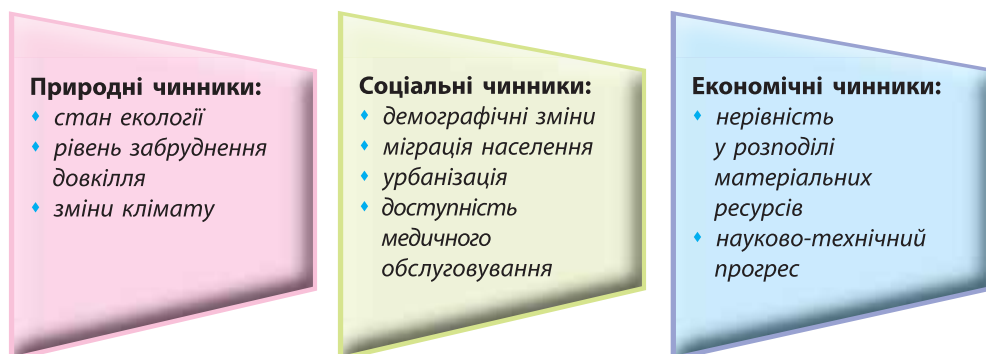 Природні чинники:
♦ стан екології
♦ рівень забруднення
довкілля
♦ зміни клімату
Соціальні чинники:
♦ демографічні зміни
♦ міграція населення
♦ урбанізація
♦ доступність
медичного
обслуговування
Економічні чинники:
♦ нерівність
у розподілі
матеріальних
ресурсів
♦ науково-технічний
прогрес